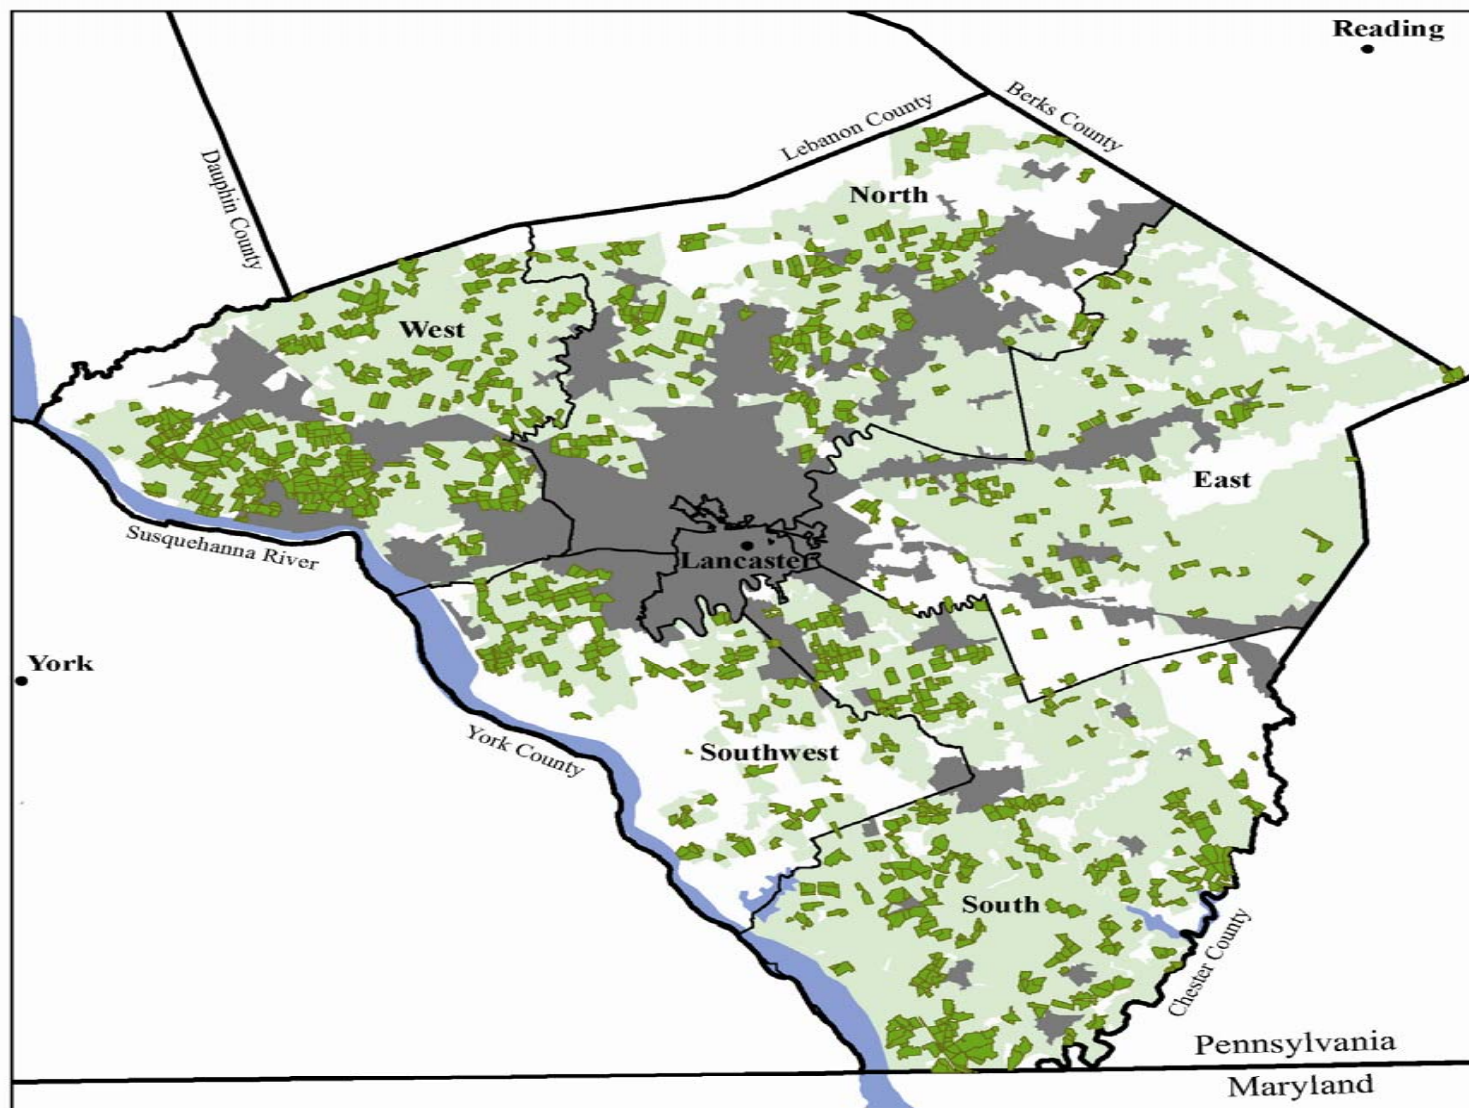 Reading
Berks County
Lebanon County
Dauphin County
North
West
East
Susquehanna River
Lancaster
York
York County
Southwest
South
Chester County
Pennsylvania
Maryland